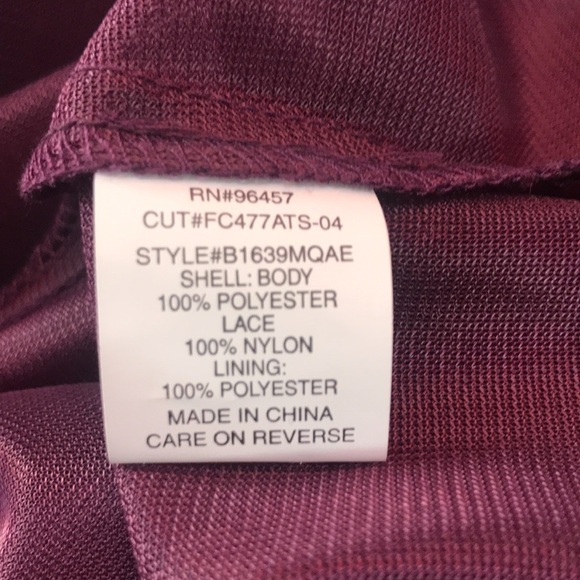 RN#96457
CUT#FC477ATS-04
STYLE#B1639MQAE
SHELL: BODY
100% POLYESTER
LACE
100% NYLON
LINING:
100% POLYESTER
MADE IN CHINA
CARE ON REVERSE